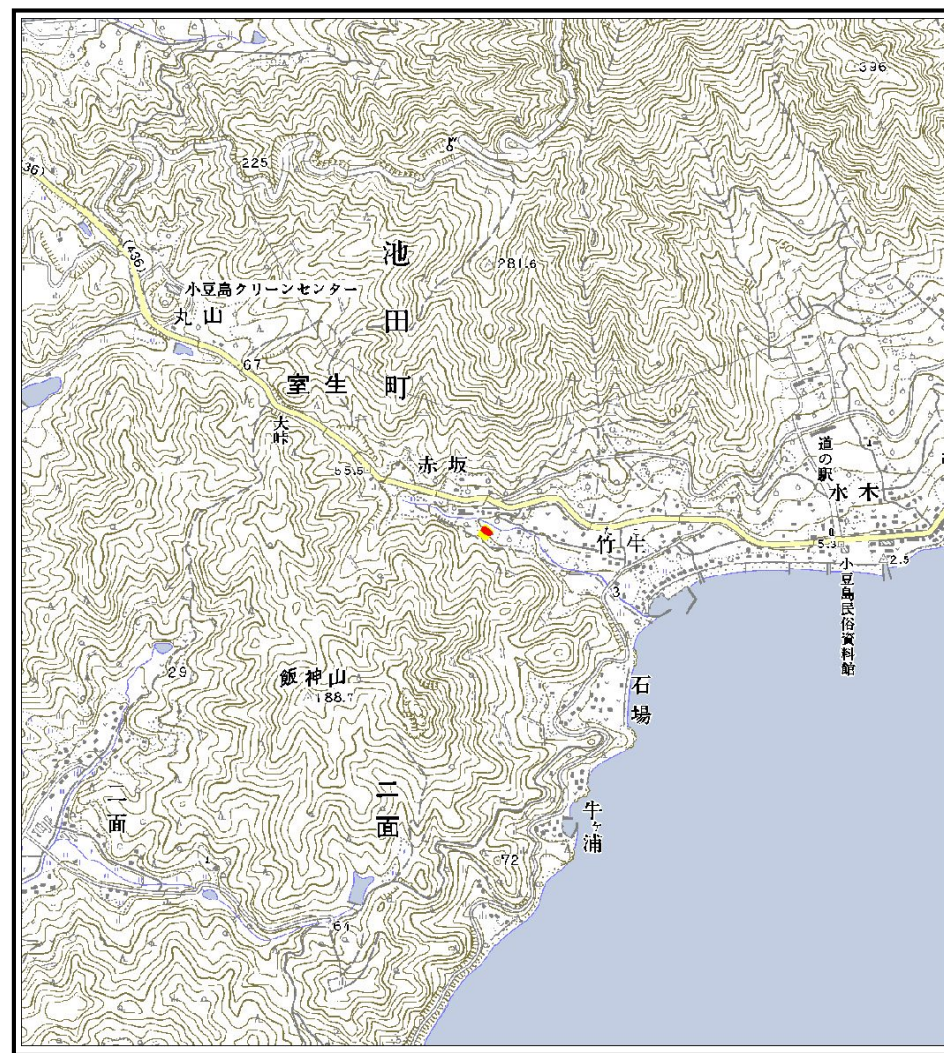 396
36)
225
(436)
池田町
281.6
小豆島クリーンセンター
丸山
67
室生
大峠
赤坂
55.5
道の駅
水木
竹生
5.3
2.5
小豆島民俗資料館
3
29
飯神山
188.7
石場
二面
二面
牛ヶ浦
72
61